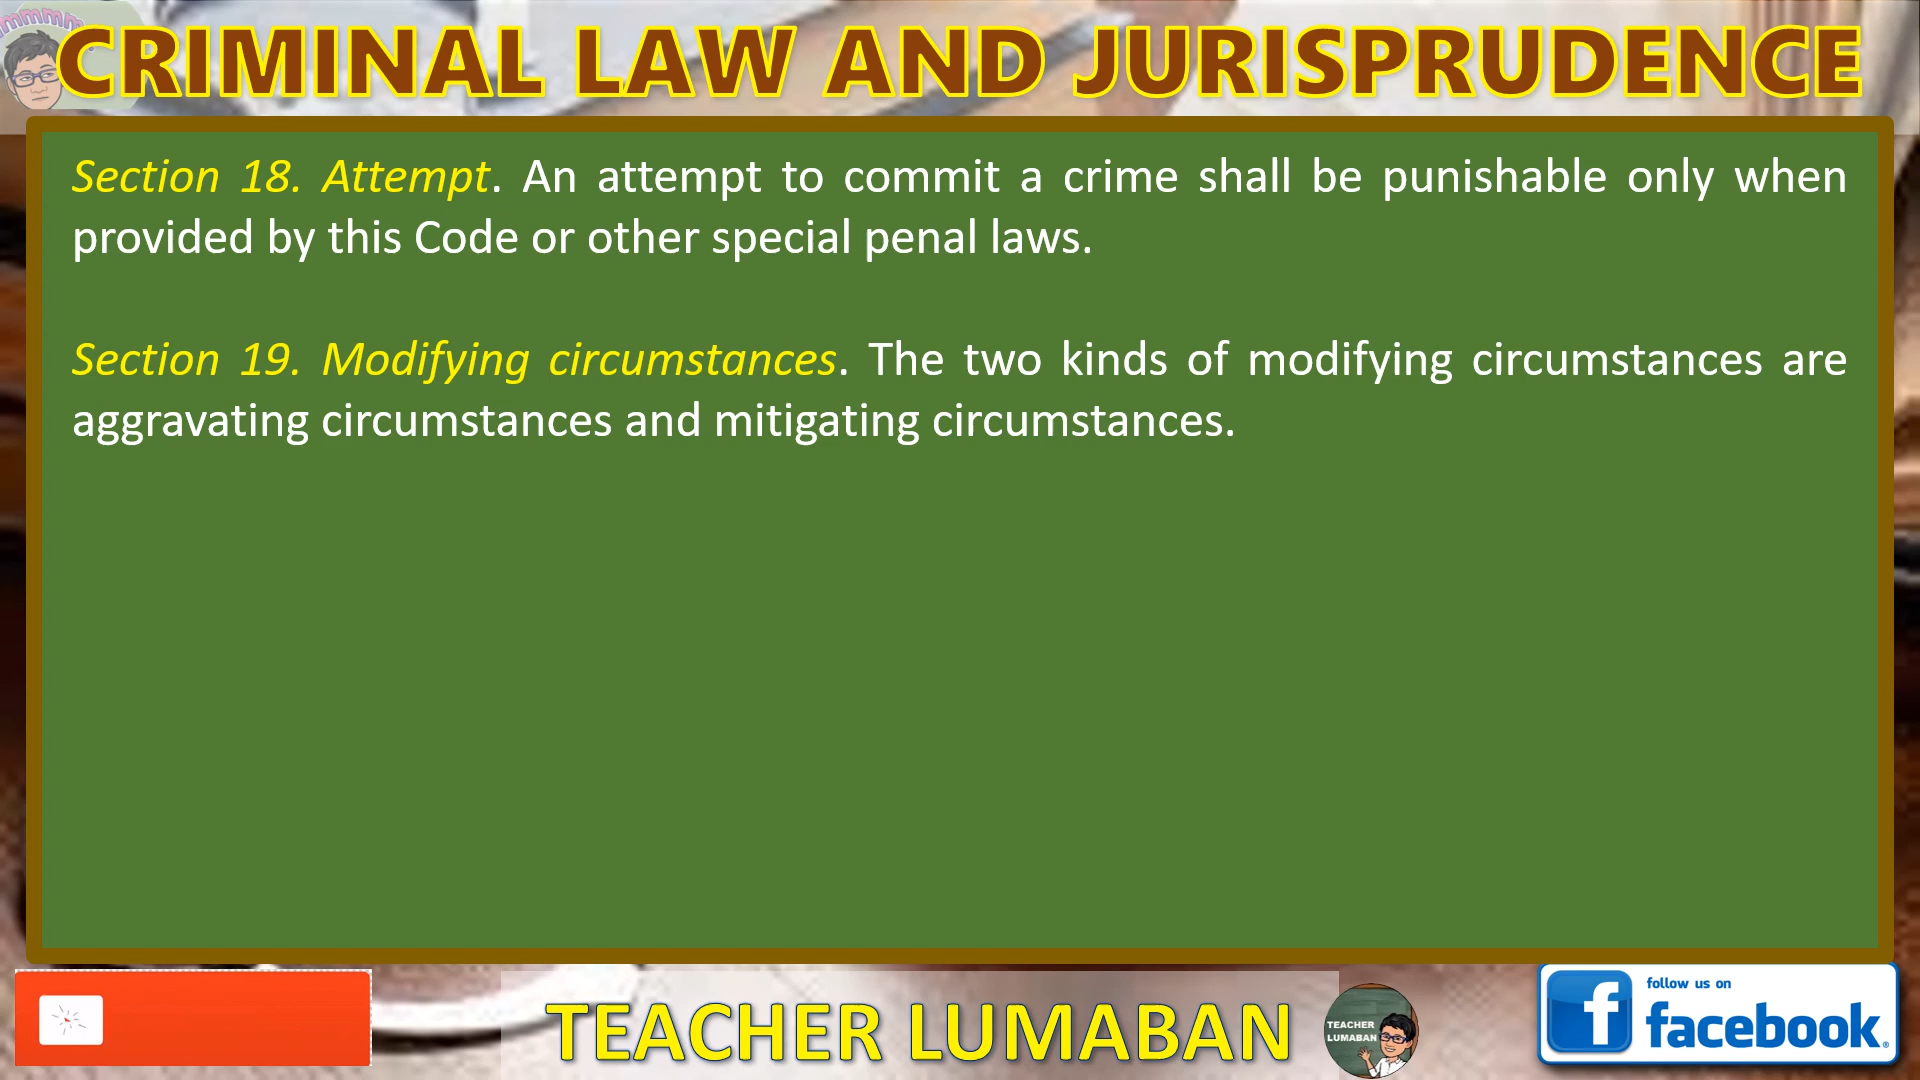 mmmm
CRIMINAL LAW AND JURISPRUDENCE
Section 18. Attempt. An attempt to commit a crime shall be punishable only when
provided by this Code or other special penal laws.
Section 19. Modifying circumstances. The two kinds of modifying circumstances are
aggravating circumstances and mitigating circumstances.
TEACHER LUMABAN
TEACHER
LUMABAN
f
follow us on
facebook